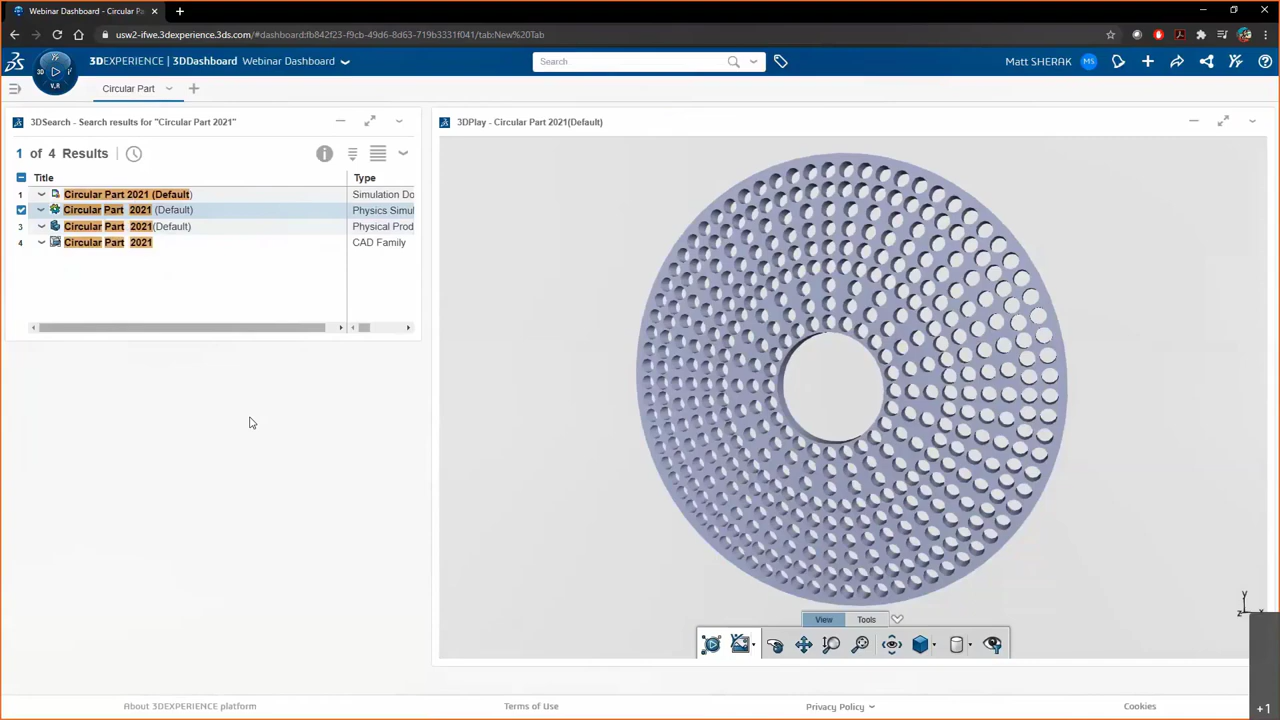 Webinar Dashboard - Circular Pa
usw2-ifwe.3dexperience.3ds.com/#dashboard:fb842f23-f9cb-49d6-8d63-719b3331f041/tab:New%20Tab
3DEXPERIENCE | 3DDashboard Webinar Dashboard
Search
Matt SHERAK MS
3D
V.R
Circular Part
3DSearch - Search results for "Circular Part 2021"
3DPlay - Circular Part 2021(Default)
1 of 4 Results
Title Type
1 Circular Part 2021 (Default) Simulation Do
2 Circular Part 2021 (Default) Physics Simul
3 Circular Part 2021(Default) Physical Prod
4 Circular Part 2021 CAD Family
y
z x
View Tools
About 3DEXPERIENCE platform Terms of Use Privacy Policy Cookies
+1